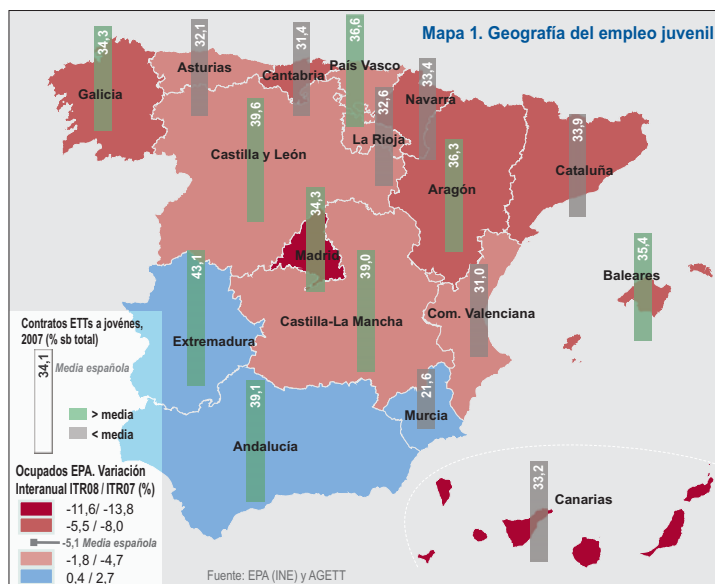 Mapa 1. Geografía del empleo juvenil
34,3
Galicia
32,1
Asturias
31,4
Cantabria
36,6
País Vasco
33,4
Navarra
32,6
La Rioja
39,6
Castilla y León
36,3
Aragón
33,9
Cataluña
34,3
Madrid
43,1
Extremadura
39,0
Castilla-La Mancha
31,0
Com. Valenciana
35,4
Baleares
39,1
Andalucía
21,6
Murcia
33,2
Canarias
Contratos ETTs a jovénes,
2007 (% sb total)
34,1
Media española
> media
< media
Ocupados EPA. Variación
Interanual ITR08 / ITR07 (%)
-11,6/ -13,8
-5,5 / -8,0
-5,1 Media española
-1,8 / -4,7
0,4 / 2,7
Fuente: EPA (INE) y AGETT